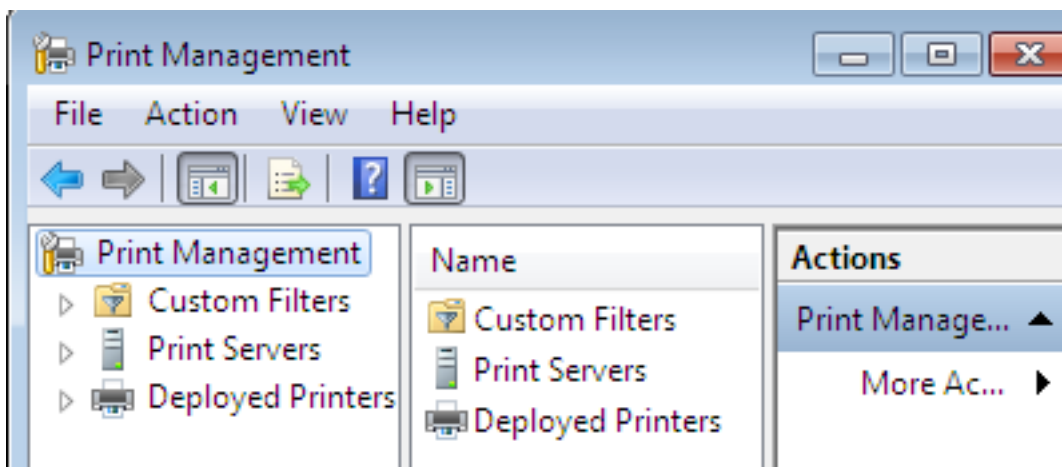 Print Management
File Action View Help
Print Management
Custom Filters
Print Servers
Deployed Printers
Name
Custom Filters
Print Servers
Deployed Printers
Actions
Print Manage...
More Ac...